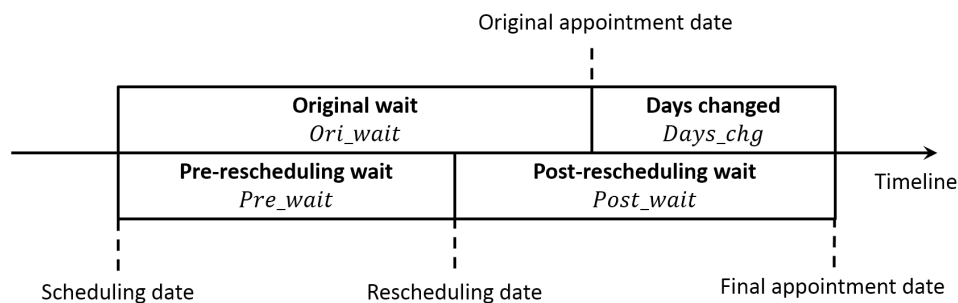 Original appointment date
Original wait Days changed
Ori_wait Days_chg
Pre-rescheduling wait Post-rescheduling wait
Pre_wait Post_wait
Timeline
Scheduling date Rescheduling date Final appointment date